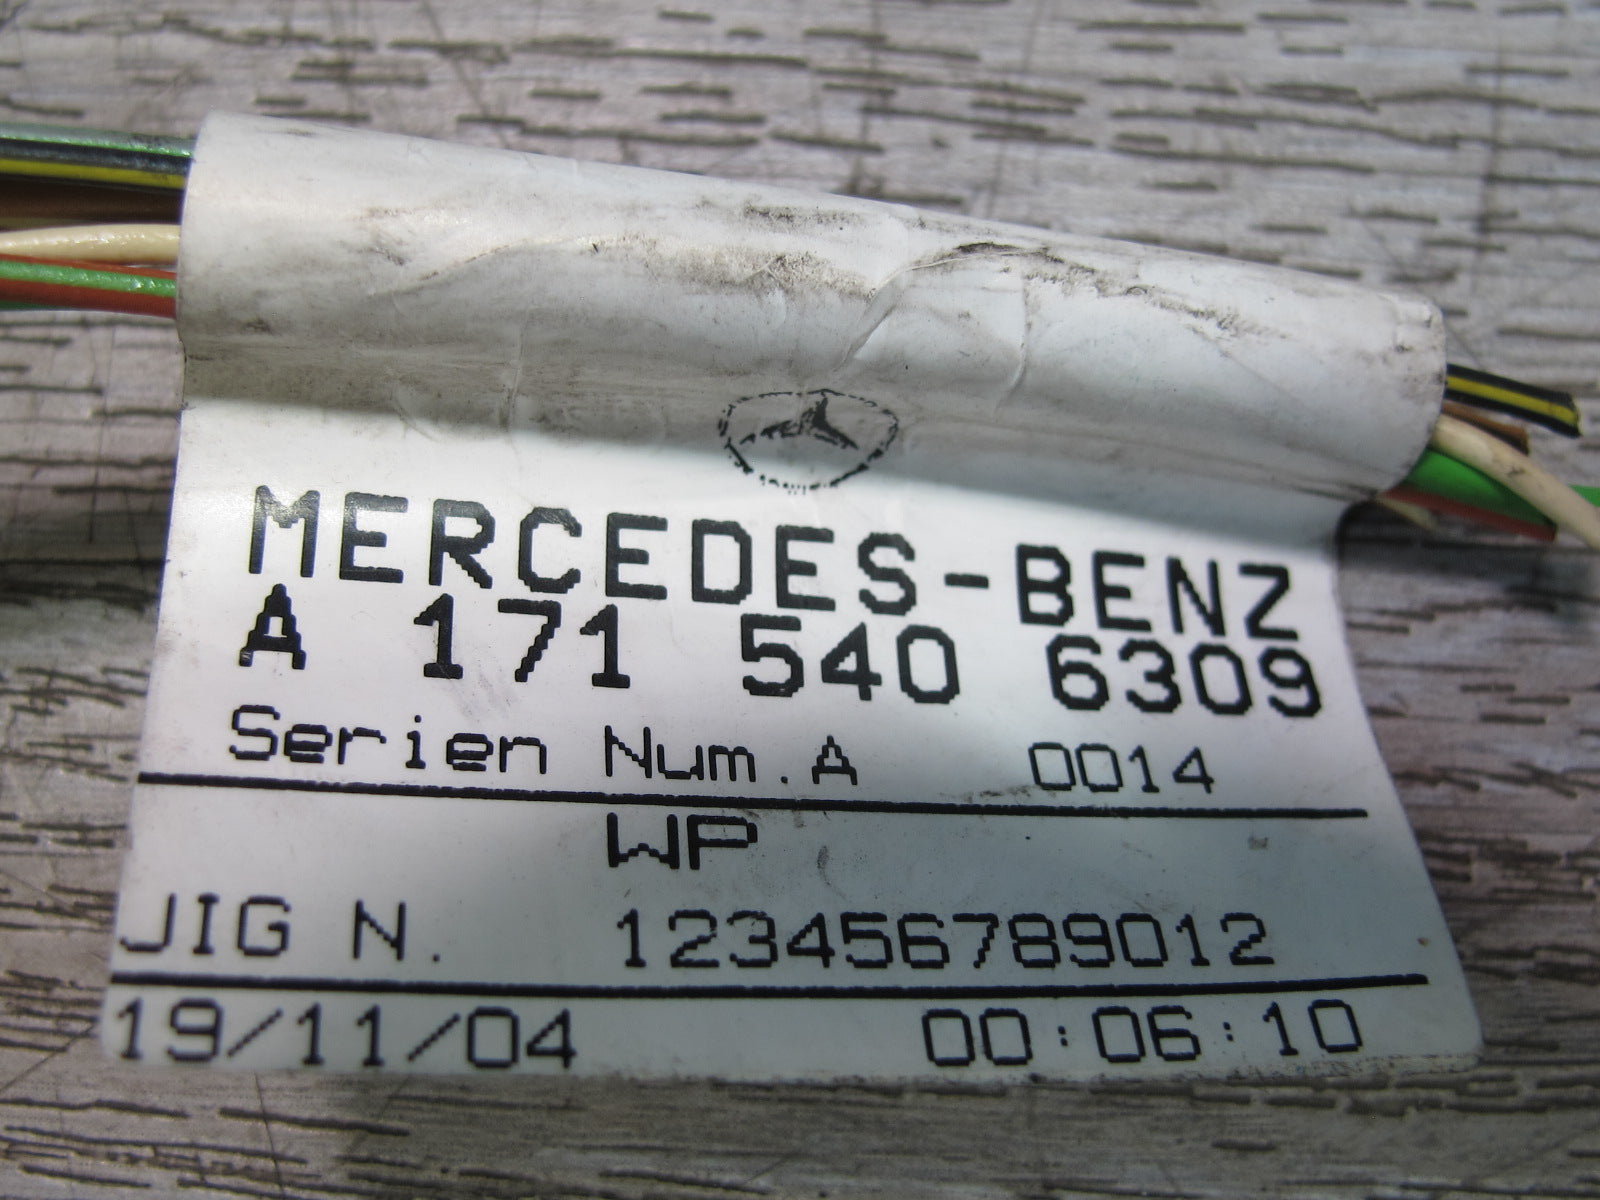 MERCEDES-BENZ
A 171 540 6309
Serien Num.A 0014
WP
JIG N. 123456789012
19/11/04 00:06:10